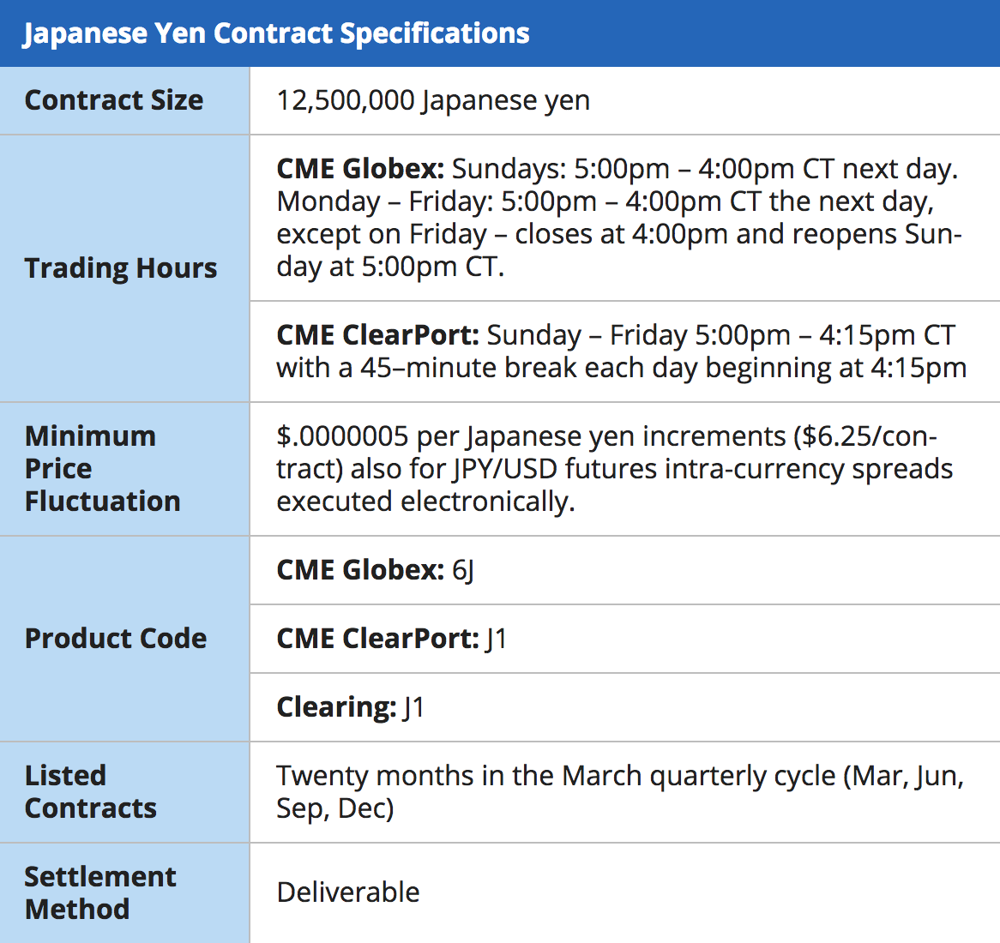 Japanese Yen Contract Specifications
Contract Size
12,500,000 Japanese yen
Trading Hours
CME Globex: Sundays: 5:00pm – 4:00pm CT next day.
Monday – Friday: 5:00pm – 4:00pm CT the next day,
except on Friday – closes at 4:00pm and reopens Sun-
day at 5:00pm CT.
CME ClearPort: Sunday – Friday 5:00pm – 4:15pm CT
with a 45–minute break each day beginning at 4:15pm
Minimum
Price
Fluctuation
$.0000005 per Japanese yen increments ($6.25/con-
tract) also for JPY/USD futures intra-currency spreads
executed electronically.
Product Code
CME Globex: 6J
CME ClearPort: J1
Clearing: J1
Listed
Contracts
Twenty months in the March quarterly cycle (Mar, Jun,
Sep, Dec)
Settlement
Method
Deliverable